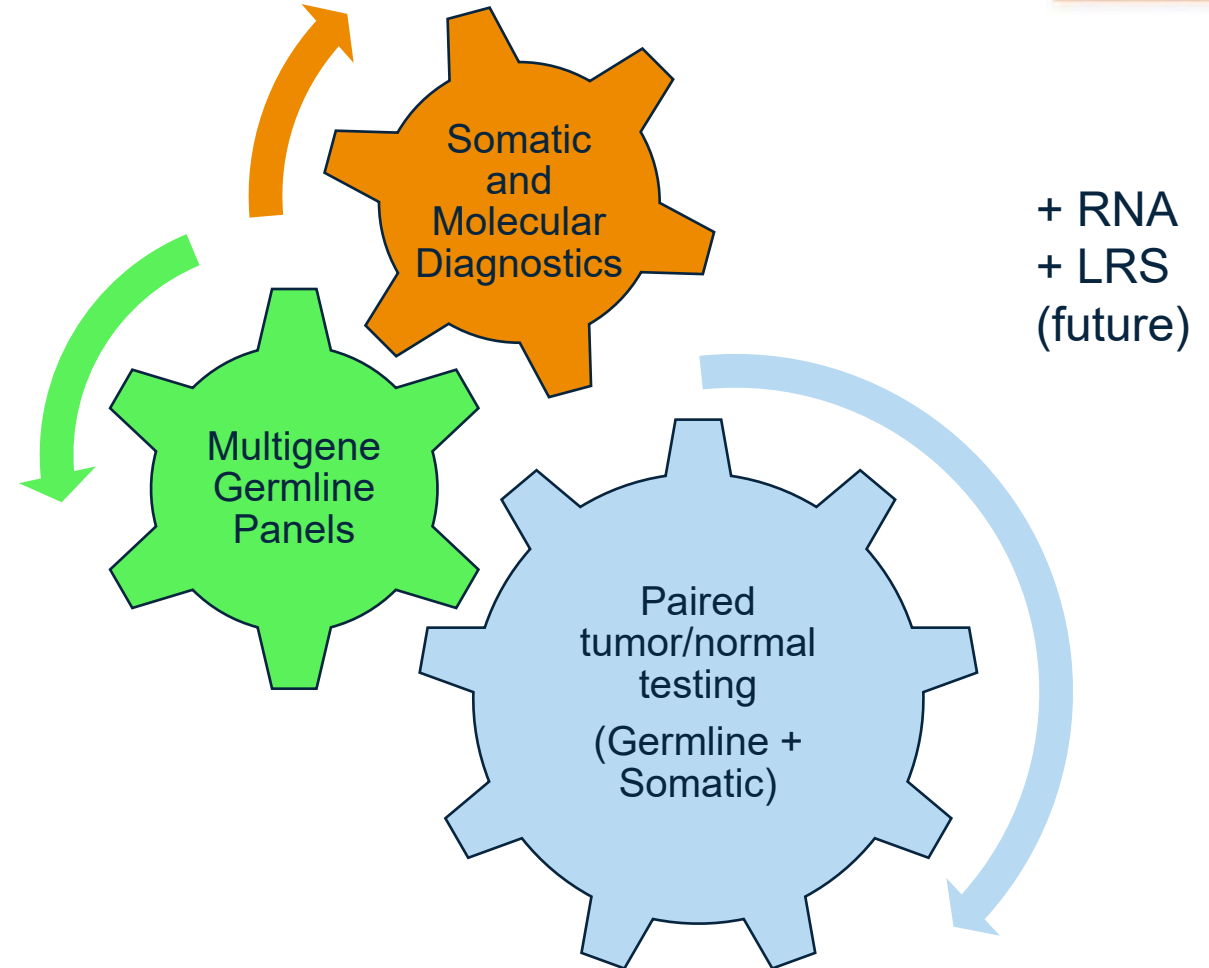 Somatic
and
Molecular
Diagnostics
+ RNA
+ LRS
(future)
Multigene
Germline
Panels
Paired
tumor/normal
testing
(Germline +
Somatic)